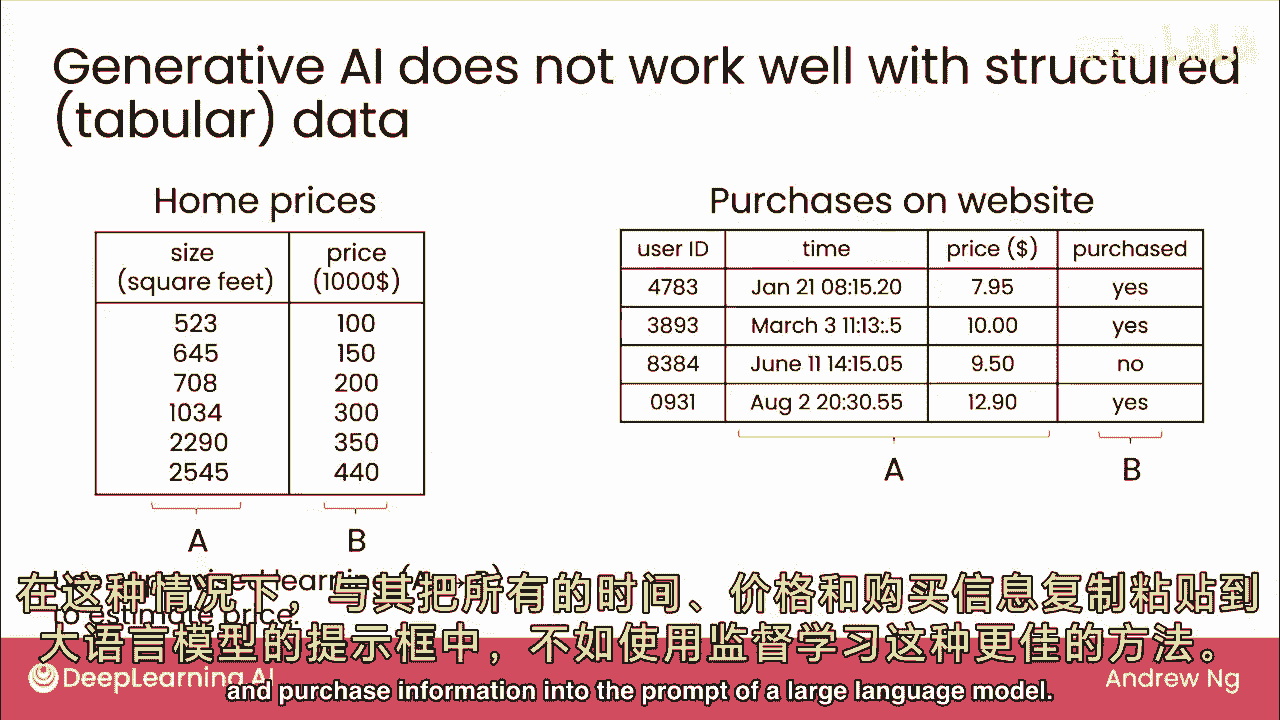 Generative AI does not work well with structured
(tabular) data
Home prices
size
(square feet)
price
(1000$)
523 100
645 150
708 200
1034 300
2290 350
2545 440
A B
Purchases on website
user ID time price ($) purchased
4783 Jan 21 08:15.20 7.95 yes
3893 March 3 11:13:.5 10.00 yes
8384 June 11 14:15.05 9.50 no
0931 Aug 2 20:30.55 12.90 yes
A B
learning
to estimate price
在这种情况下，与其把所有的时间、价格和购买信息复制粘贴到
大语言模型的提示框中，不如使用监督学习这种更佳的方法。
and purchase information into the prompt of a large language model.
DeepLearning.AI
Andrew Ng